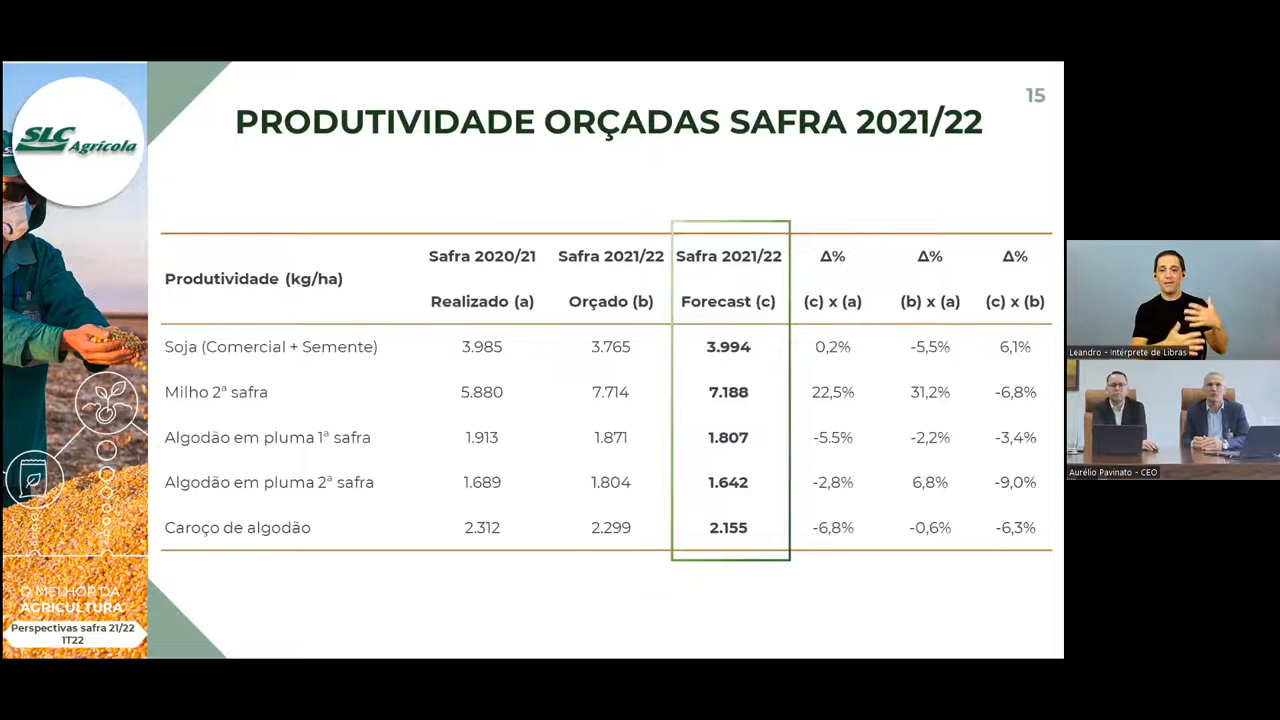 SLC
Agrícola
15
PRODUTIVIDADE ORÇADAS SAFRA 2021/22
Produtividade (kg/ha)
Safra 2020/21 Safra 2021/22 Safra 2021/22 Δ% Δ% Δ%
Realizado (a) Orçado (b) Forecast (c) (c) x (a) (b) x (a) (c) x (b)
Soja (Comercial + Semente) 3.985 3.765 3.994 0,2% -5,5% 6,1%
Milho 2ª safra 5.880 7.714 7.188 22,5% 31,2% -6,8%
Algodão em pluma 1ª safra 1.913 1.871 1.807 -5.5% -2,2% -3,4%
Algodão em pluma 2ª safra 1.689 1.804 1.642 -2,8% 6,8% -9,0%
Caroço de algodão 2.312 2.299 2.155 -6,8% -0,6% -6,3%
O MELHOR DA
AGRICULTURA
Perspectivas safra 21/22
1T22
Leandro - Intérprete de Libras
Aurélio Pavinato - CEO